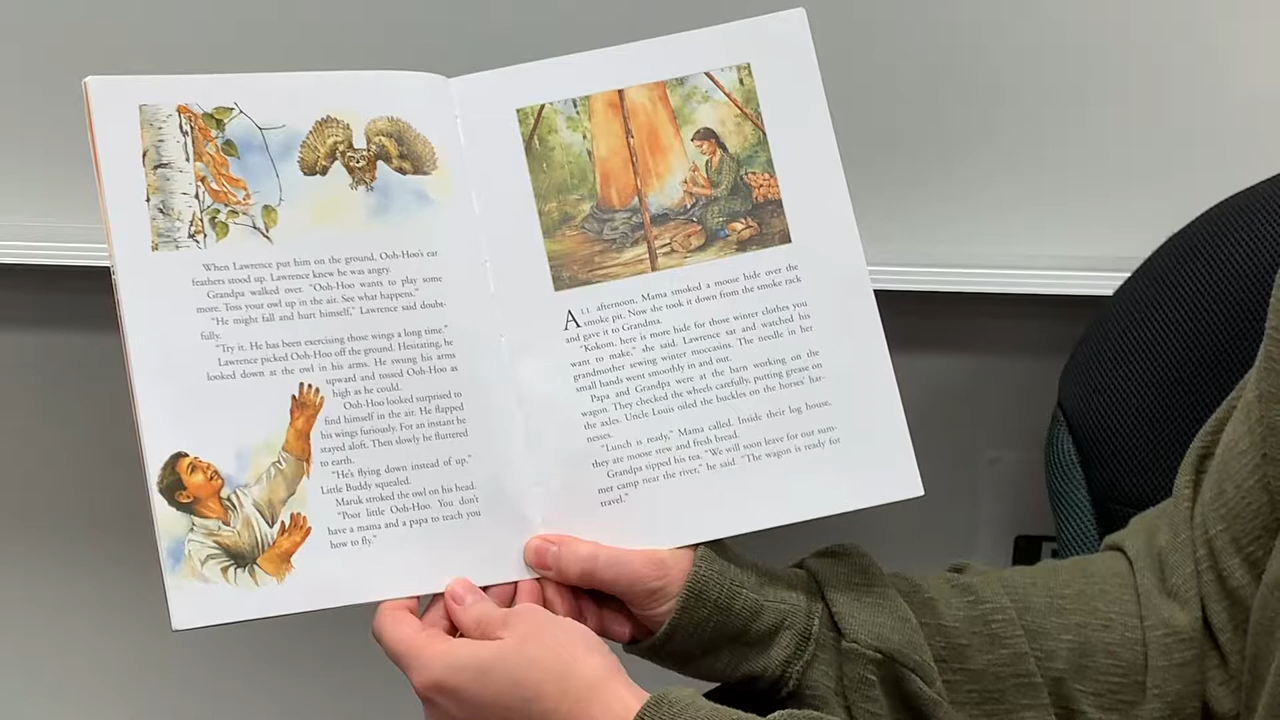 When Lawrence put him on the ground, Ooh-Hoo's ear
feathers stood up. Lawrence knew he was angry.
Grandpa walked over. "Ooh-Hoo wants to play some
more. Toss your owl up in the air. See what happens."
"He might fall and hurt himself," Lawrence said doubt-
fully.
"Try it. He has been exercising those wings a long time."
Lawrence picked Ooh-Hoo off the ground. Hesitating, he
looked down at the owl in his arms. He swung his arms
upward and tossed Ooh-Hoo as
high as he could.
Ooh-Hoo looked surprised to
find himself in the air. He flapped
his wings furiously. For an instant he
stayed aloft. Then slowly he fluttered
to earth.
"He's flying down instead of up,"
Little Buddy squealed.
Maruk stroked the owl on his head.
"Poor little Ooh-Hoo. You don't
have a mama and a papa to teach you
how to fly."
ALL afternoon, Mama smoked a moose hide over the
smoke pit. Now she took it down from the smoke rack
and gave it to Grandma.
"Kokom, here is more hide for those winter clothes you
want to make," she said. Lawrence sat and watched his
grandmother sewing winter moccasins. The needle in her
small hands went smoothly in and out.
Papa and Grandpa were at the barn working on the
wagon. They checked the wheels carefully, putting grease on
the axles. Uncle Louis oiled the buckles on the horses' har-
nesses.
"Lunch is ready," Mama called. Inside their log house,
they ate moose stew and fresh bread.
Grandpa sipped his tea. "We will soon leave for our sum-
mer camp near the river," he said. "The wagon is ready for
travel."